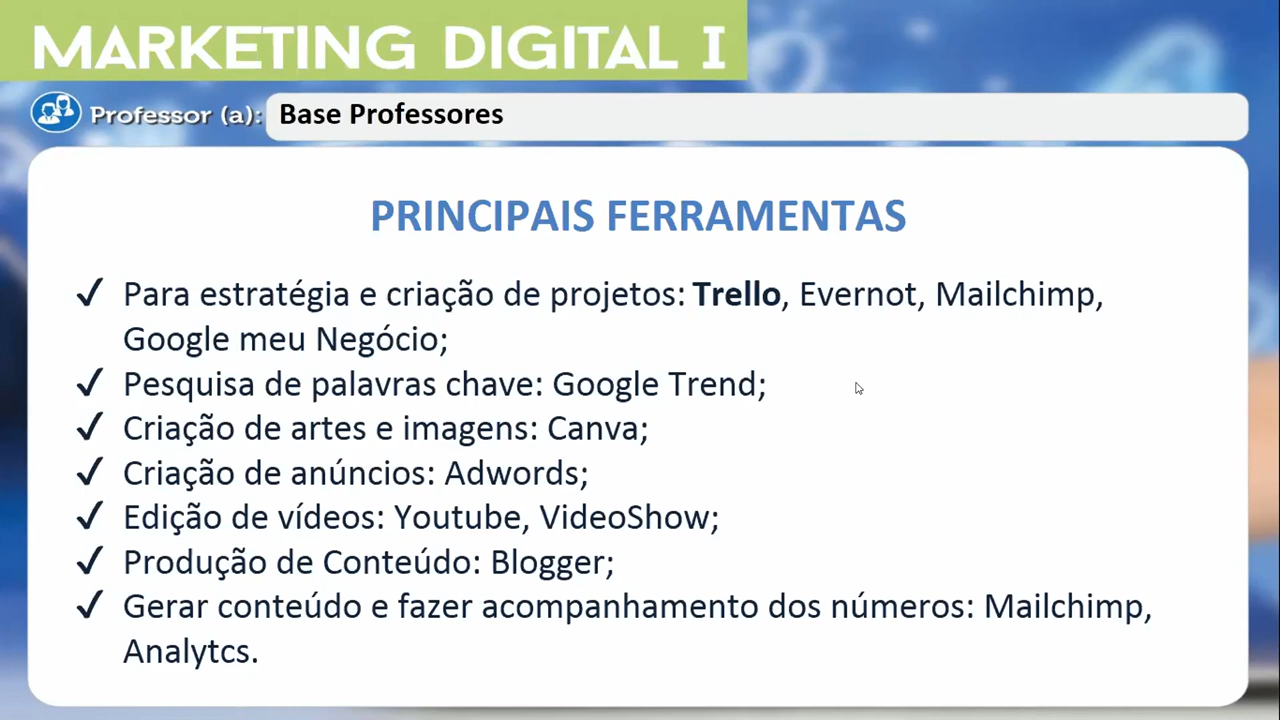 MARKETING DIGITAL I
Professor (a): Base Professores
PRINCIPAIS FERRAMENTAS
✓ Para estratégia e criação de projetos: Trello, Evernot, Mailchimp,
Google meu Negócio;
✓ Pesquisa de palavras chave: Google Trend;
✓ Criação de artes e imagens: Canva;
✓ Criação de anúncios: Adwords;
✓ Edição de vídeos: Youtube, VideoShow;
✓ Produção de Conteúdo: Blogger;
✓ Gerar conteúdo e fazer acompanhamento dos números: Mailchimp,
Analytcs.